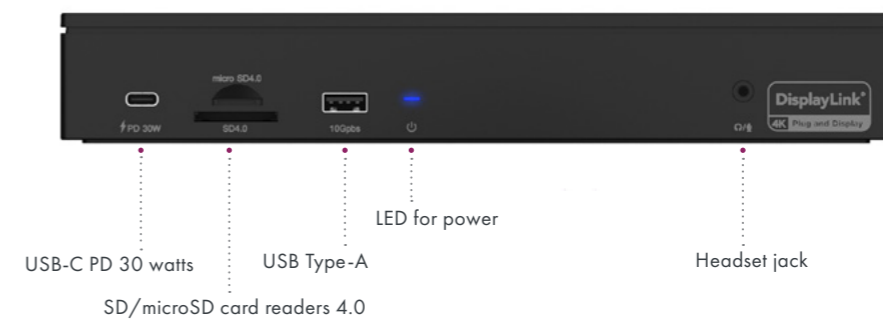 micro SD4.0
DisplayLink®
PD 30W
SD4.0
10Gpbs
4K Plug and Display
LED for power
USB-C PD 30 watts
USB Type-A
Headset jack
SD/microSD card readers 4.0